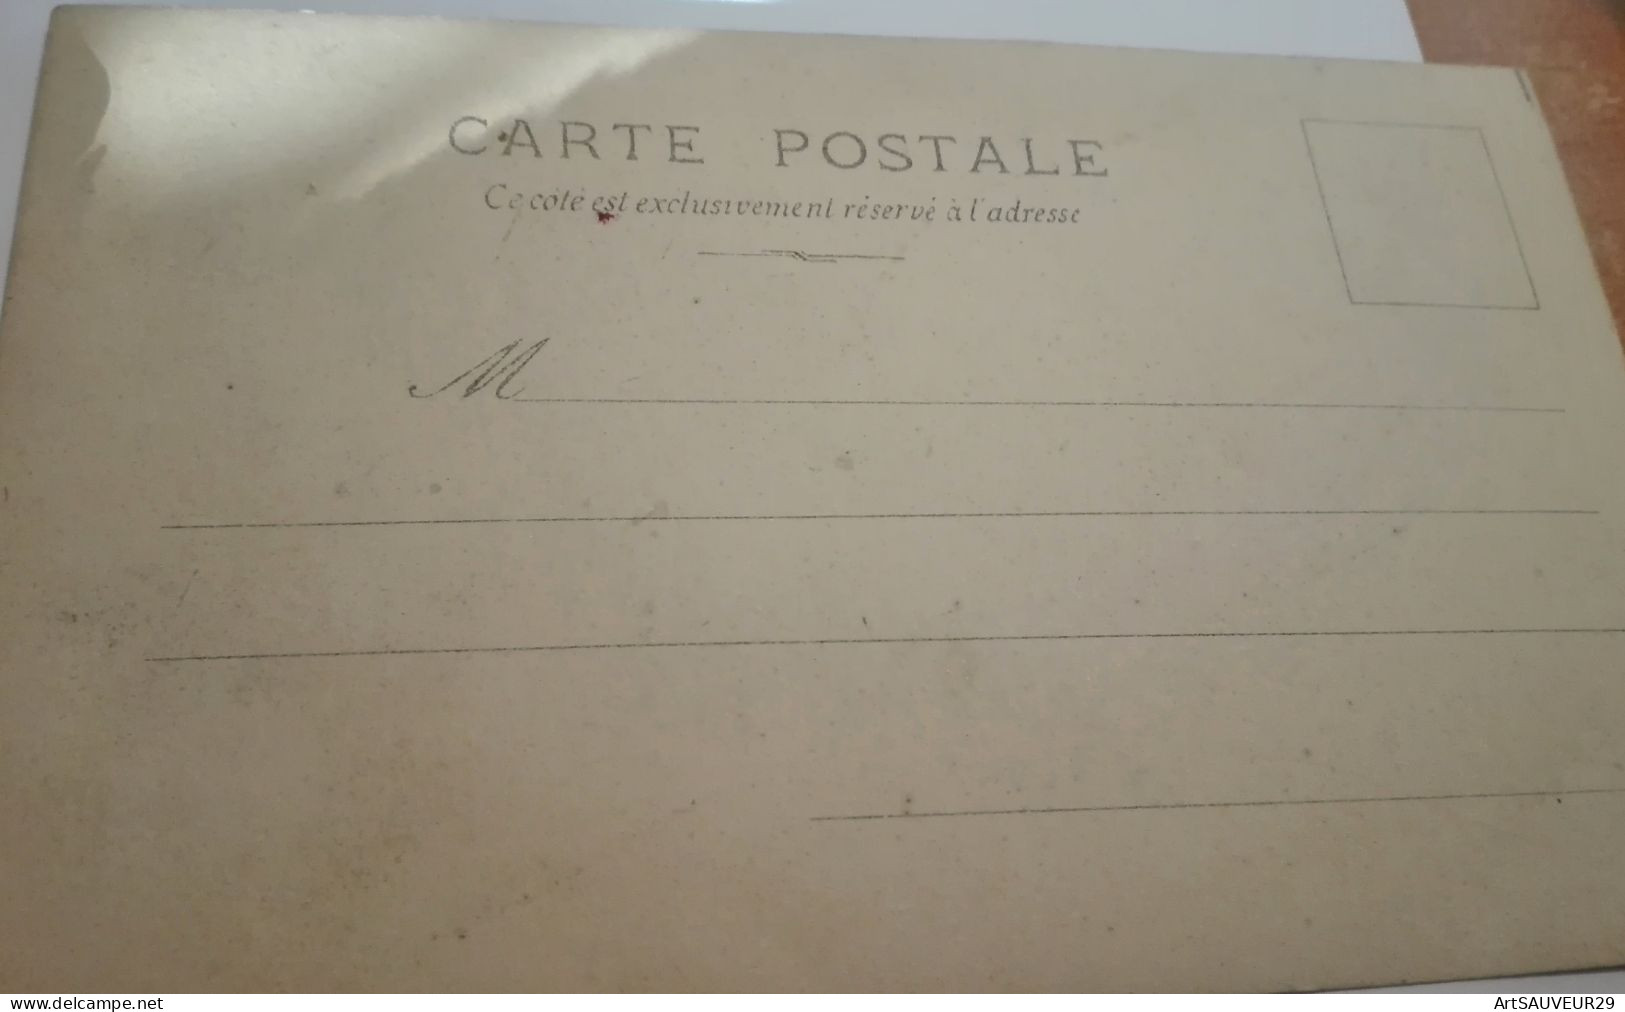 CARTE POSTALE
Ce côté est exclusivement réservé à l'adresse
M
www.delcampe.net
ArtSAUVEUR29